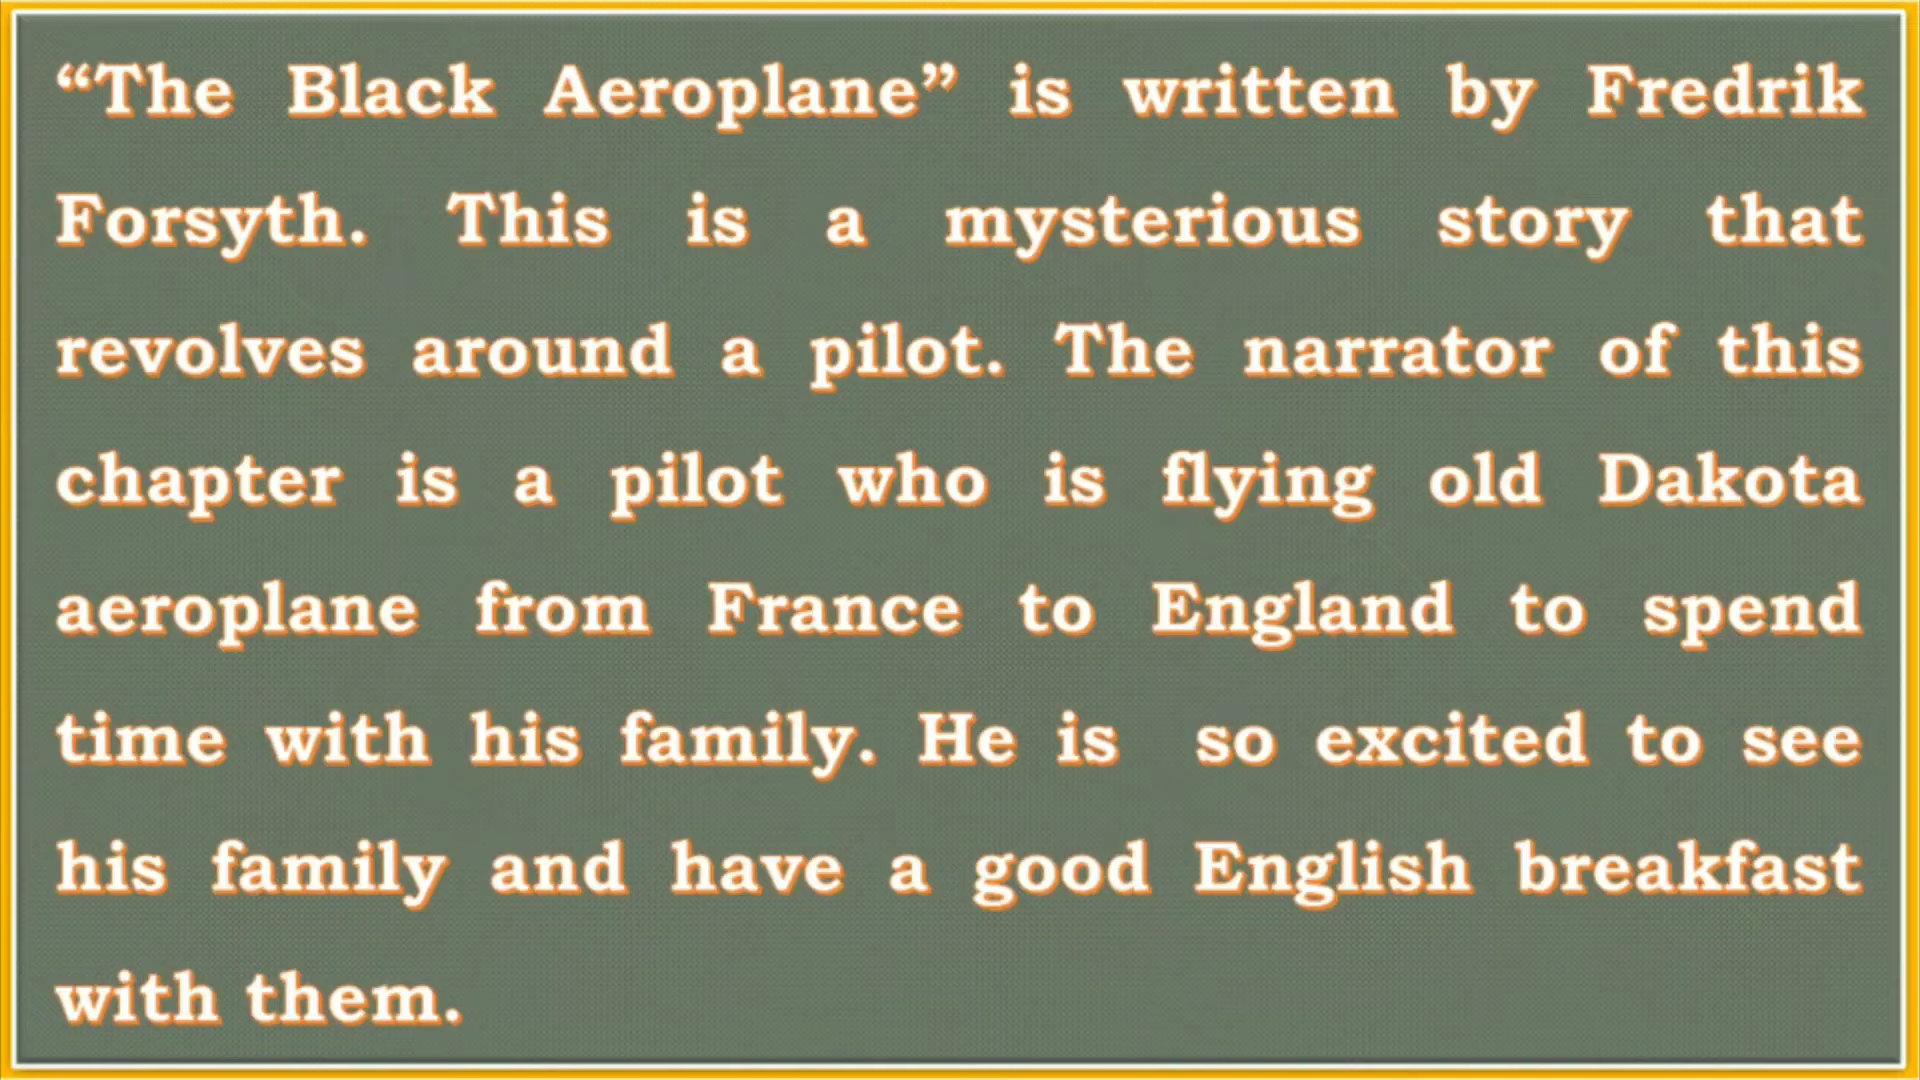 “The Black Aeroplane” is written by Fredrik
Forsyth. This is a mysterious story that
revolves around a pilot. The narrator of this
chapter is a pilot who is flying old Dakota
aeroplane from France to England to spend
time with his family. He is so excited to see
his family and have a good English breakfast
with them.